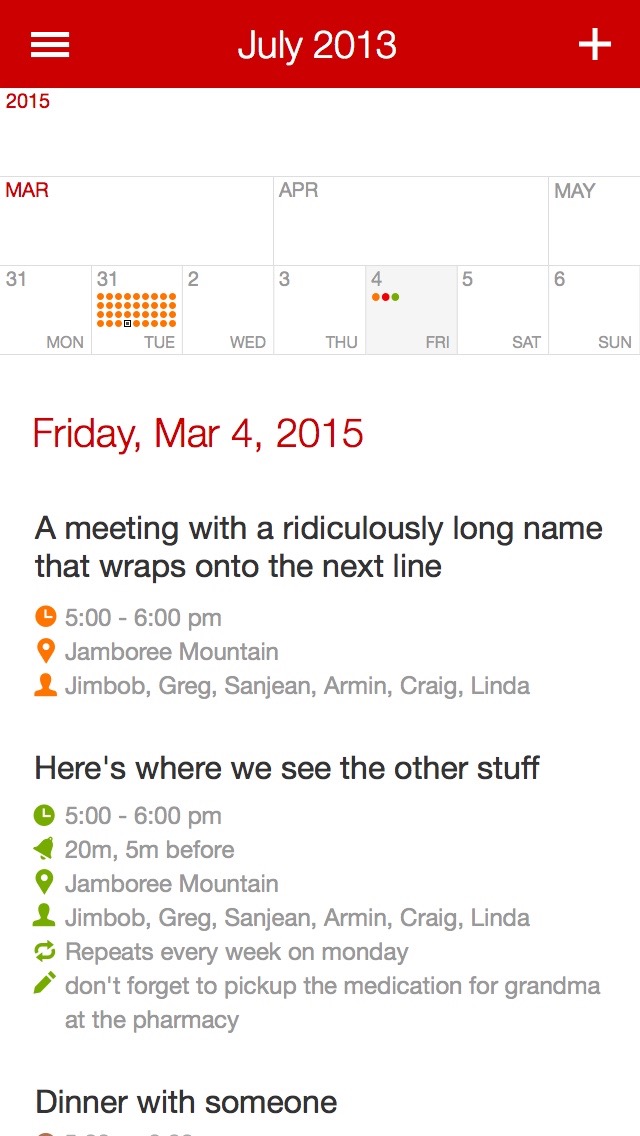 July 2013
2015
MAR APR MAY
31 31 2 3 4 5 6
MON TUE WED THU FRI SAT SUN
Friday, Mar 4, 2015
A meeting with a ridiculously long name
that wraps onto the next line
5:00 - 6:00 pm
Jamboree Mountain
Jimbob, Greg, Sanjean, Armin, Craig, Linda
Here's where we see the other stuff
5:00 - 6:00 pm
20m, 5m before
Jamboree Mountain
Jimbob, Greg, Sanjean, Armin, Craig, Linda
Repeats every week on monday
don't forget to pickup the medication for grandma
at the pharmacy
Dinner with someone